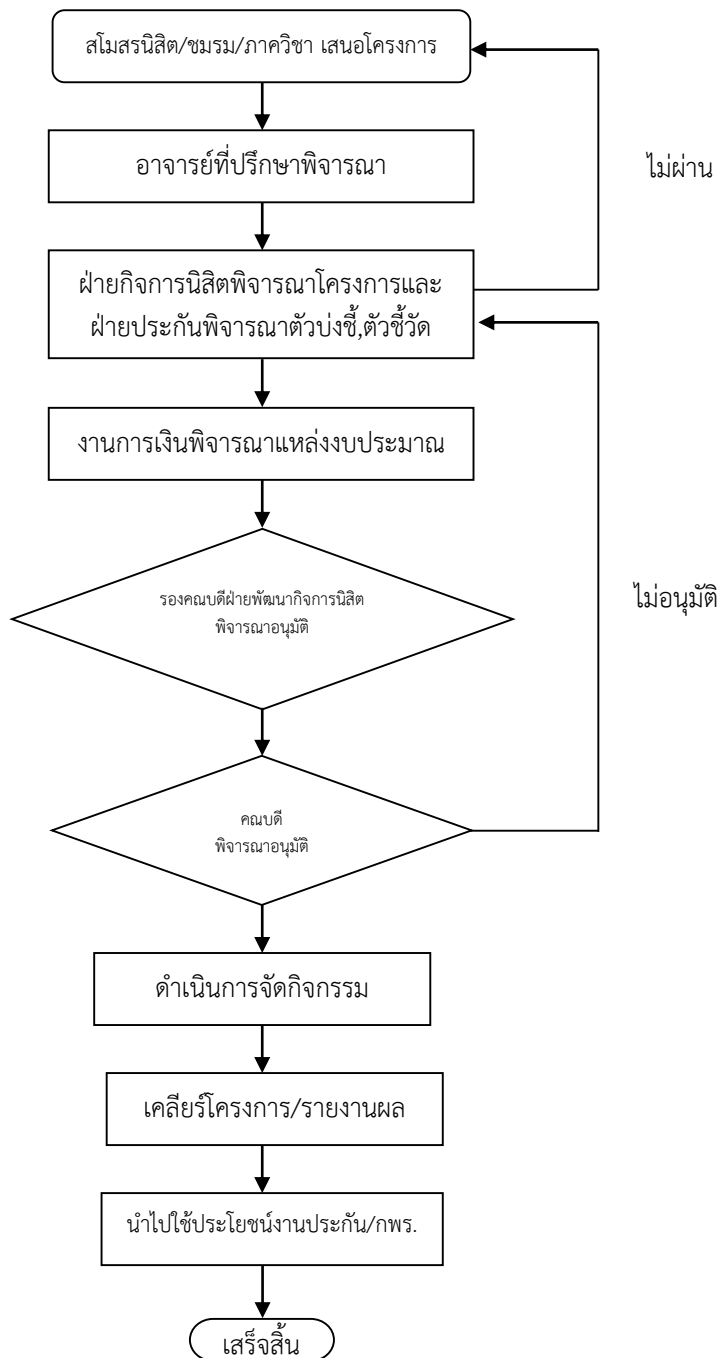 สโมสรนิสิต/ชมรม/ภาควิชา เสนอโครงการ
อาจารย์ที่ปรึกษาพิจารณา
ไม่ผ่าน
ฝ่ายกิจการนิสิตพิจารณาโครงการและ
ฝ่ายประกันพิจารณาตัวบ่งชี้,ตัวชี้วัด
งานการเงินพิจารณาแหล่งงบประมาณ
รองคณบดีฝ่ายพัฒนากิจการนิสิต
พิจารณาอนุมัติ
ไม่อนุมัติ
คณบดี
พิจารณาอนุมัติ
ดำเนินการจัดกิจกรรม
เคลียร์โครงการ/รายงานผล
นำไปใช้ประโยชน์งานประกัน/กพร.
เสร็จสิ้น